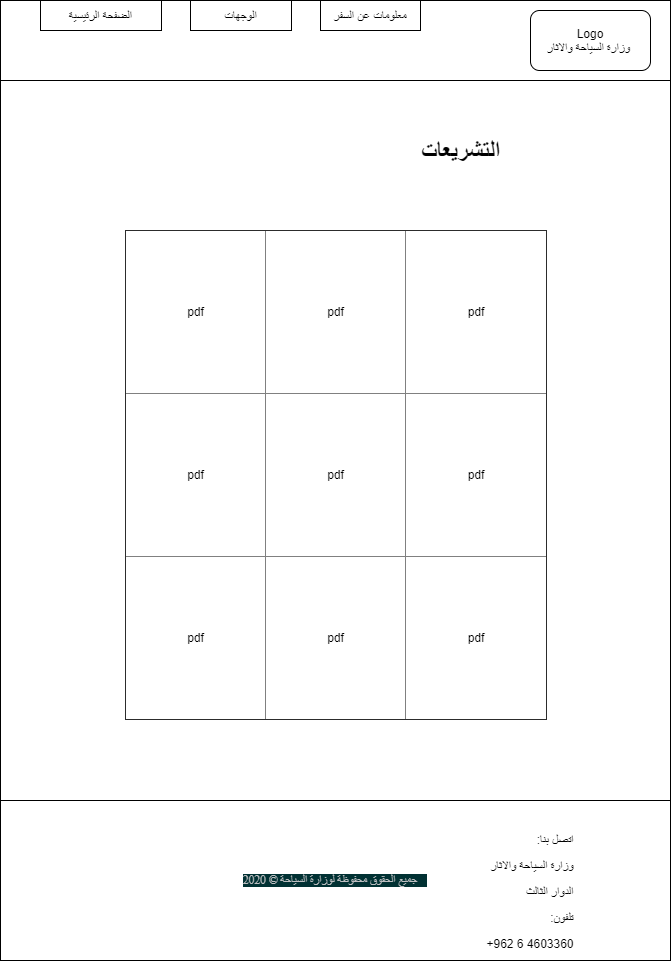 Logo
وزارة السياحة والاثار
معلومات عن السفر
الوجهات
الصفحة الرئيسية
التشريعات
pdf
pdf
pdf
pdf
pdf
pdf
pdf
pdf
pdf
اتصل بنا:
وزارة السياحة والاثار
الدوار الثالث
تلفون:
+962 6 4603360
جميع الحقوق محفوظة لوزارة السياحة © 2020